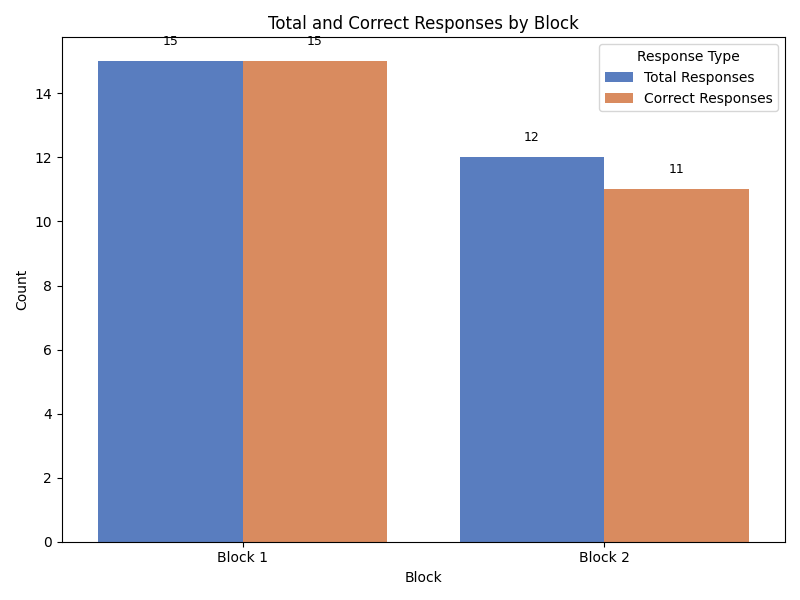 Total and Correct Responses by Block
15
15
12
11
Response Type
Total Responses
Correct Responses
Count
14
12
10
8
6
4
2
0
Block 1
Block 2
Block